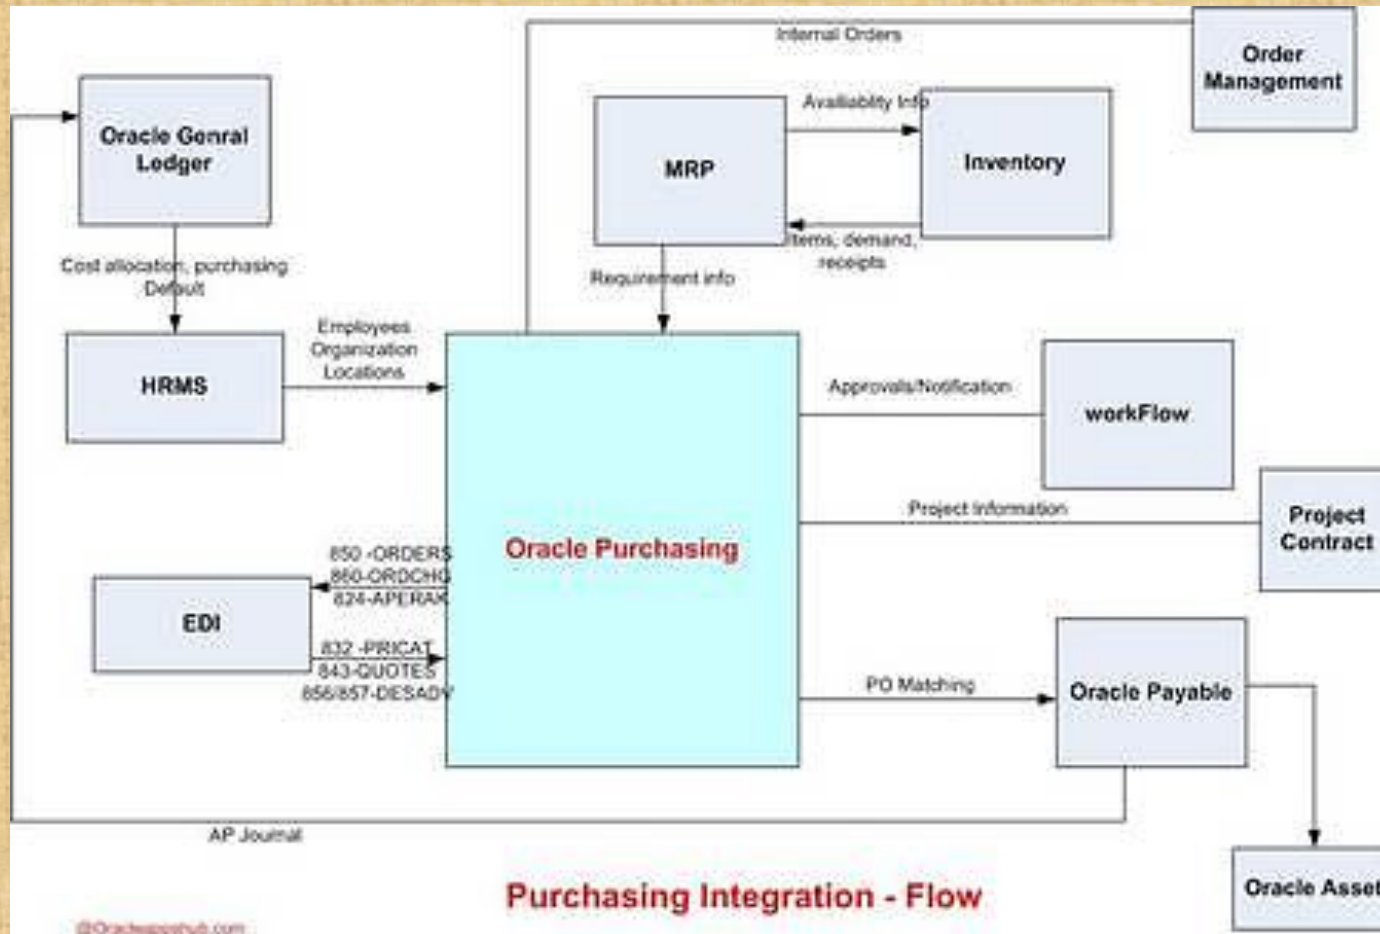 Internal Orders
Order
Management
Oracle Genral
Ledger
MRP
Availiablity Info
Inventory
Items, demand,
receipts
Cost allocation, purchasing
Default
Requirement info
HRMS
Employees
Organization
Locations
Approvals/Notification
workFlow
Project Information
Project
Contract
Oracle Purchasing
850 -ORDERS
860-ORDCHG
824-APERAK
EDI
832 -PRICAT
843-QUOTES
856/857-DESADV
PO Matching
Oracle Payable
AP Journal
Oracle Asset
Purchasing Integration - Flow
@Oracleappshub.com